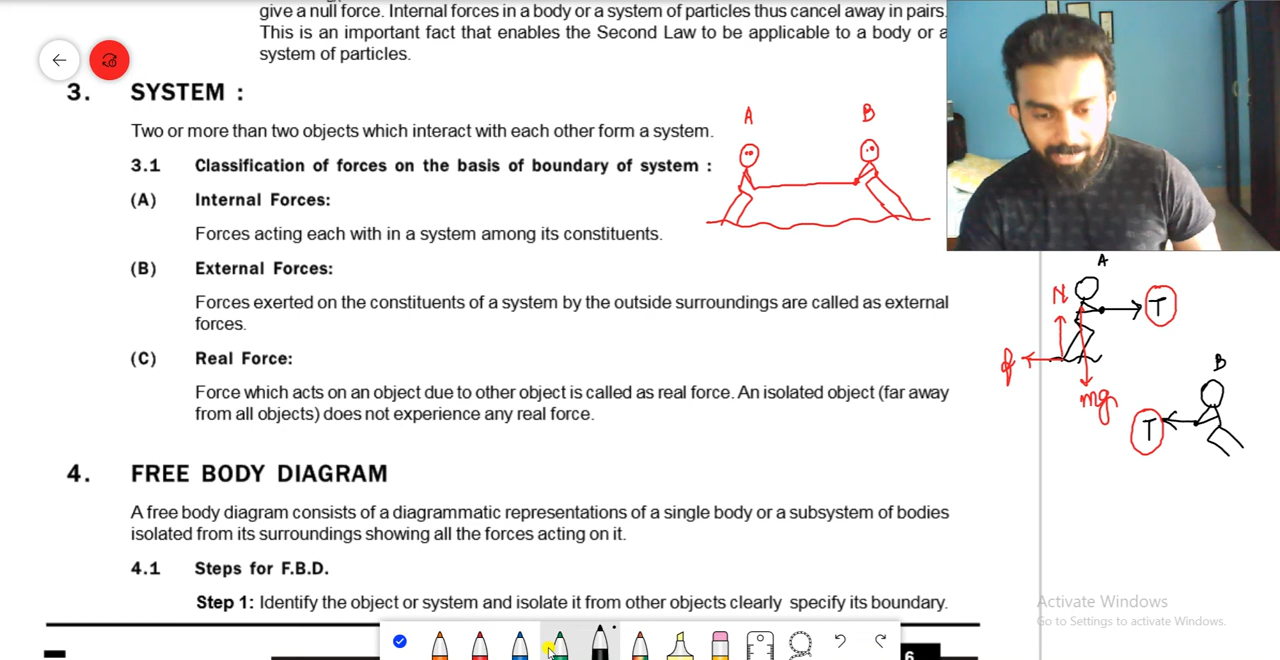 give a null force. Internal forces in a body or a system of particles thus cancel away in pairs.
This is an important fact that enables the Second Law to be applicable to a body or a
system of particles.
3. SYSTEM :
Two or more than two objects which interact with each other form a system.
3.1 Classification of forces on the basis of boundary of system :
(A) Internal Forces:
Forces acting each with in a system among its constituents.
(B) External Forces:
Forces exerted on the constituents of a system by the outside surroundings are called as external
forces.
(C) Real Force:
Force which acts on an object due to other object is called as real force. An isolated object (far away
from all objects) does not experience any real force.
4. FREE BODY DIAGRAM
A free body diagram consists of a diagrammatic representations of a single body or a subsystem of bodies
isolated from its surroundings showing all the forces acting on it.
4.1 Steps for F.B.D.
Step 1: Identify the object or system and isolate it from other objects clearly specify its boundary.
6
A B
A
N T
f
mg
B
T
Activate Windows
Go to Settings to activate Windows.